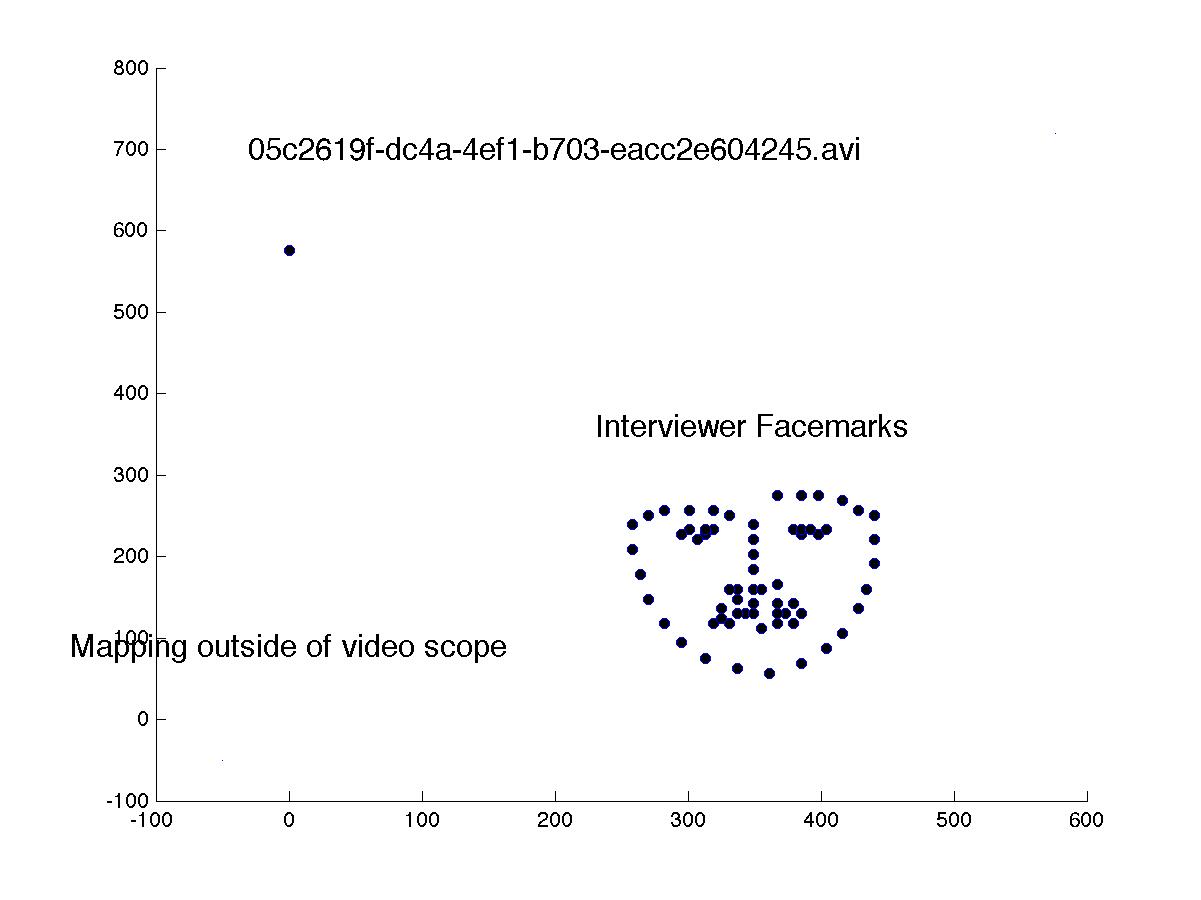 800
05c2619f-dc4a-4ef1-b703-eacc2e604245.avi
700
600
500
400
Interviewer Facemarks
300
200
100
Mapping outside of video scope
0
-100
-100 0 100 200 300 400 500 600